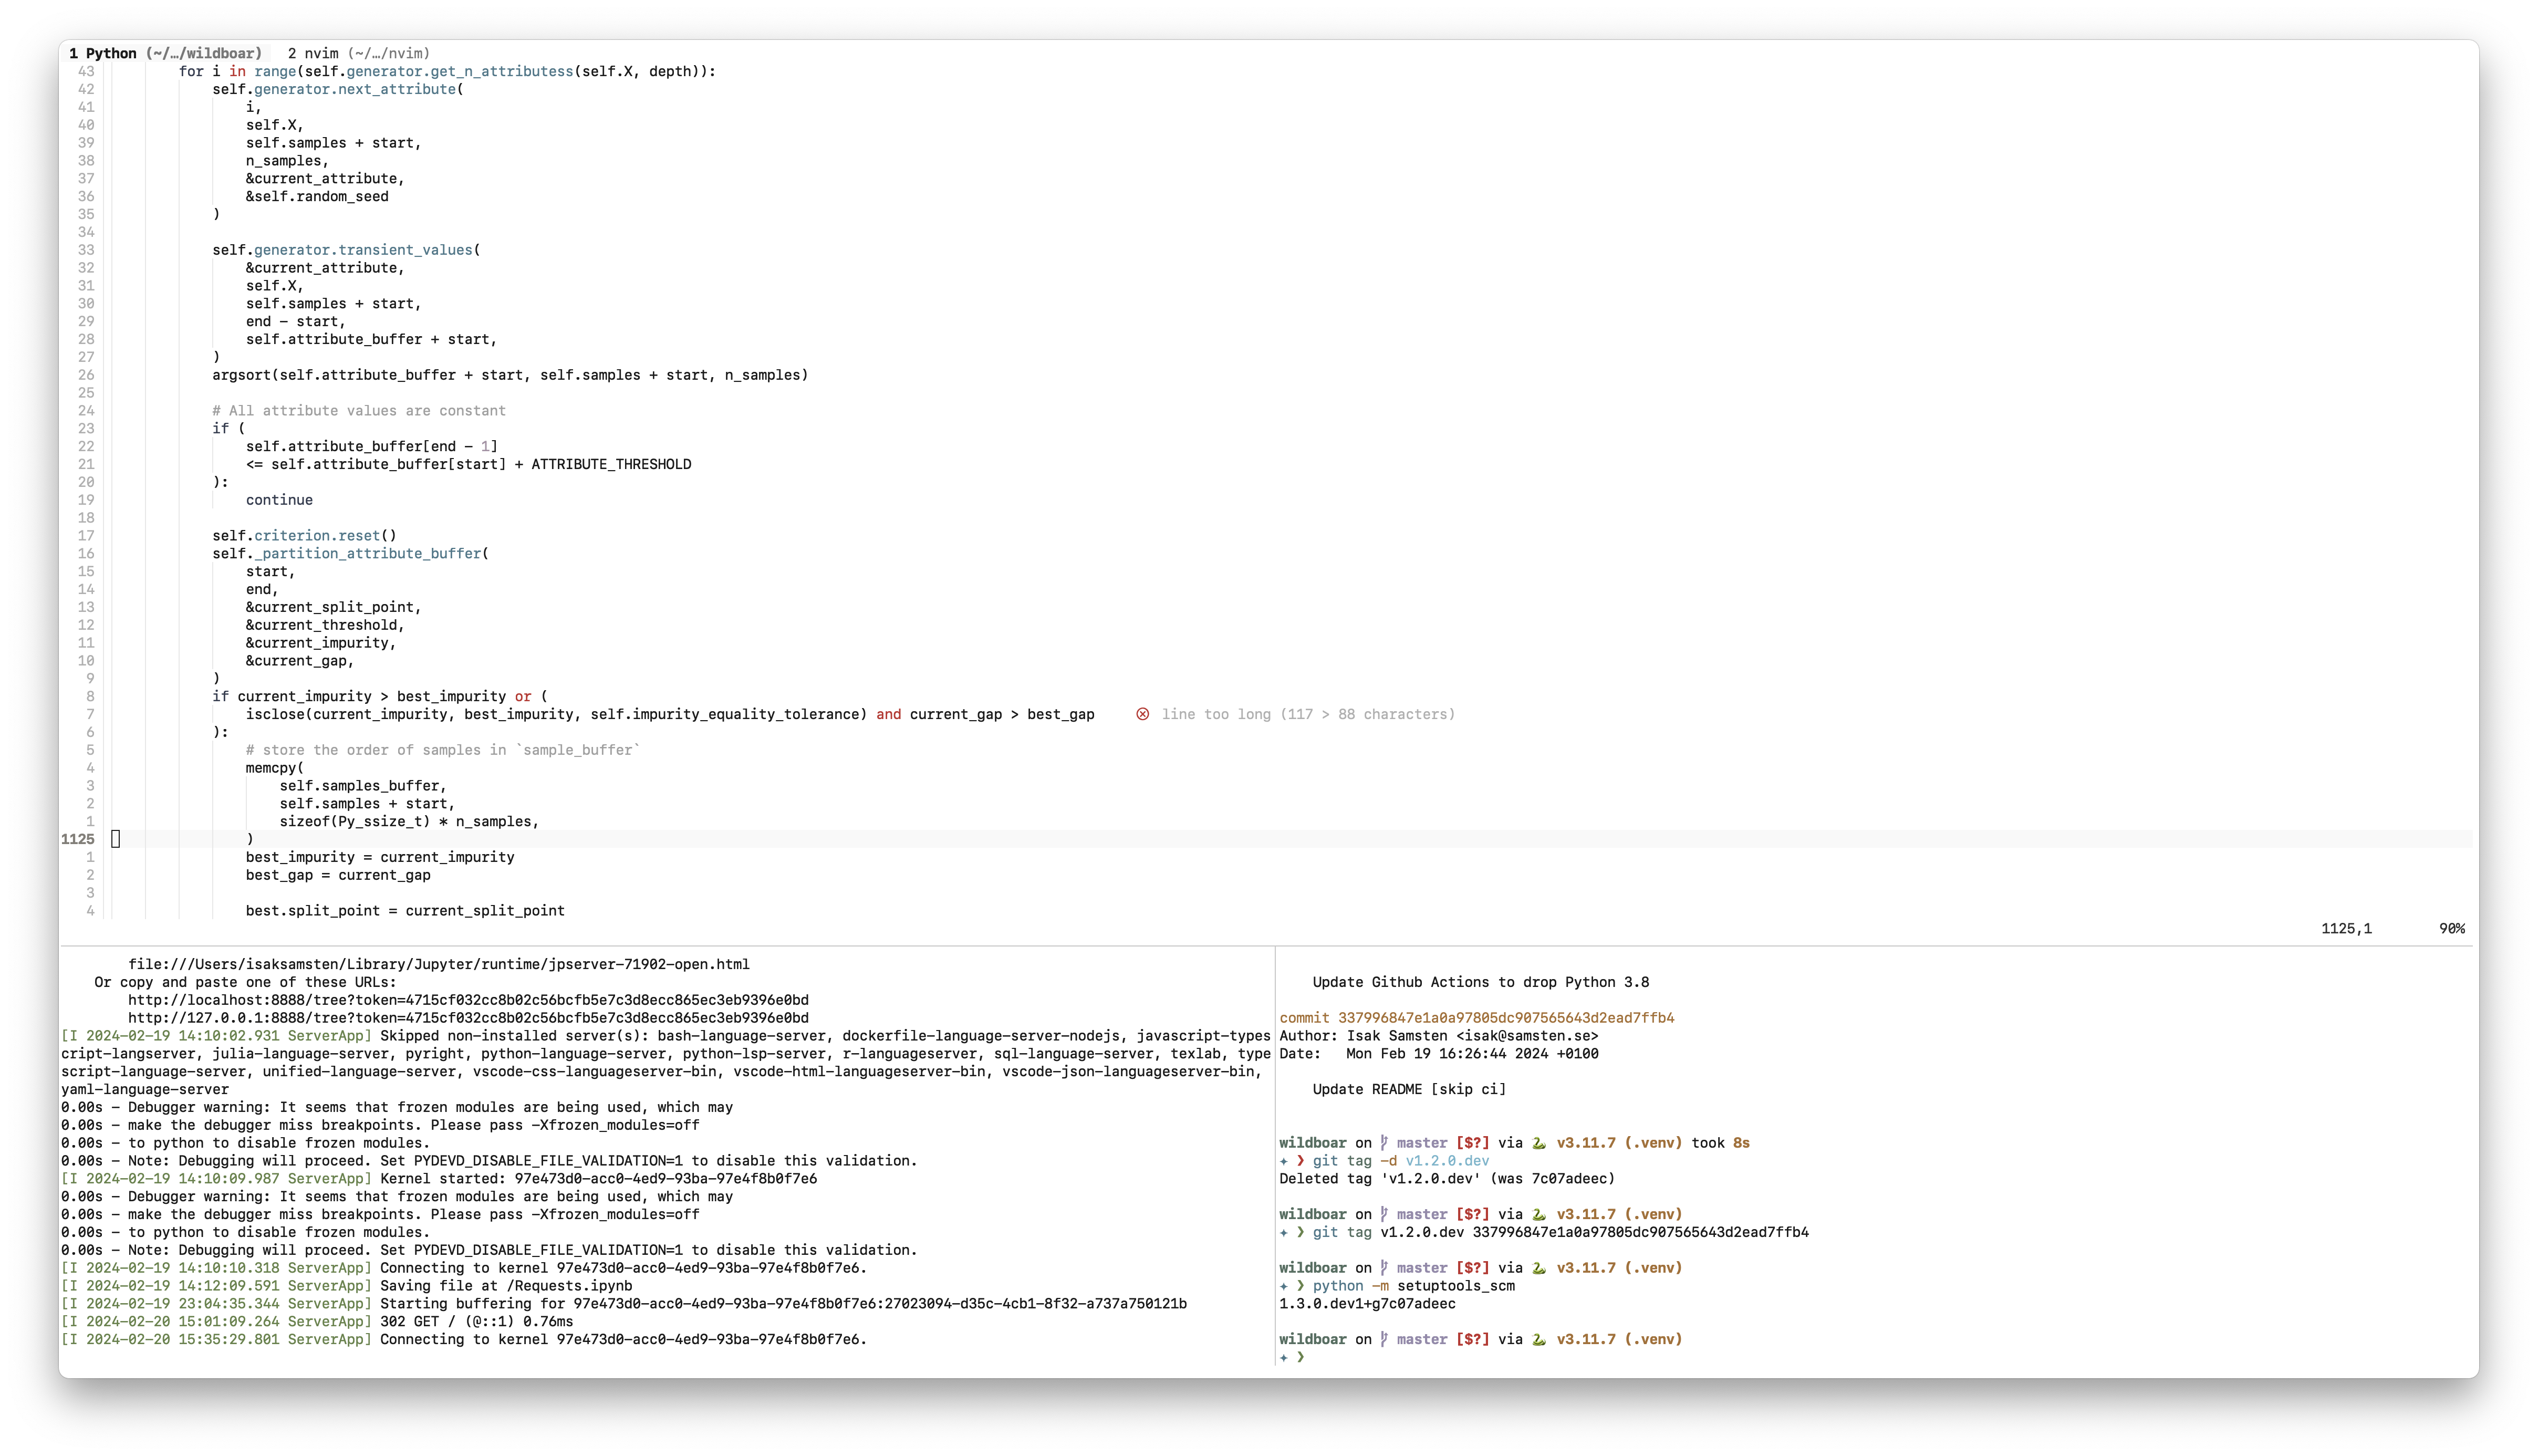 1 Python (~/…/wildboar)   2 nvim (~/…/nvim)
43         for i in range(self.generator.get_n_attributess(self.X, depth)):
42             self.generator.next_attribute(
41                 i,
40                 self.X,
39                 self.samples + start,
38                 n_samples,
37                 &current_attribute,
36                 &self.random_seed
35             )
34
33             self.generator.transient_values(
32                 &current_attribute,
31                 self.X,
30                 self.samples + start,
29                 end - start,
28                 self.attribute_buffer + start,
27             )
26             argsort(self.attribute_buffer + start, self.samples + start, n_samples)
25
24             # All attribute values are constant
23             if (
22                 self.attribute_buffer[end - 1]
21                 <= self.attribute_buffer[start] + ATTRIBUTE_THRESHOLD
20             ):
19                 continue
18
17             self.criterion.reset()
16             self._partition_attribute_buffer(
15                 start,
14                 end,
13                 &current_split_point,
12                 &current_threshold,
11                 &current_impurity,
10                 &current_gap,
9             )
8             if current_impurity > best_impurity or (
7                 isclose(current_impurity, best_impurity, self.impurity_equality_tolerance) and current_gap > best_gap     ⊗ line too long (117 > 88 characters)
6             ):
5                 # store the order of samples in `sample_buffer`
4                 memcpy(
3                     self.samples_buffer,
2                     self.samples + start,
1                     sizeof(Py_ssize_t) * n_samples,
1125                 )
1                 best_impurity = current_impurity
2                 best_gap = current_gap
3
4                 best.split_point = current_split_point
1125,1        90%
        file:///Users/isaksamsten/Library/Jupyter/runtime/jpserver-71902-open.html
    Or copy and paste one of these URLs:
        http://localhost:8888/tree?token=4715cf032cc8b02c56bcfb5e7c3d8ecc865ec3eb9396e0bd
        http://127.0.0.1:8888/tree?token=4715cf032cc8b02c56bcfb5e7c3d8ecc865ec3eb9396e0bd
[I 2024-02-19 14:10:02.931 ServerApp] Skipped non-installed server(s): bash-language-server, dockerfile-language-server-nodejs, javascript-types
cript-langserver, julia-language-server, pyright, python-language-server, python-lsp-server, r-languageserver, sql-language-server, texlab, type
script-language-server, unified-language-server, vscode-css-languageserver-bin, vscode-html-languageserver-bin, vscode-json-languageserver-bin,
yaml-language-server
0.00s - Debugger warning: It seems that frozen modules are being used, which may
0.00s - make the debugger miss breakpoints. Please pass -Xfrozen_modules=off
0.00s - to python to disable frozen modules.
0.00s - Note: Debugging will proceed. Set PYDEVD_DISABLE_FILE_VALIDATION=1 to disable this validation.
[I 2024-02-19 14:10:09.987 ServerApp] Kernel started: 97e473d0-acc0-4ed9-93ba-97e4f8b0f7e6
0.00s - Debugger warning: It seems that frozen modules are being used, which may
0.00s - make the debugger miss breakpoints. Please pass -Xfrozen_modules=off
0.00s - to python to disable frozen modules.
0.00s - Note: Debugging will proceed. Set PYDEVD_DISABLE_FILE_VALIDATION=1 to disable this validation.
[I 2024-02-19 14:10:10.318 ServerApp] Connecting to kernel 97e473d0-acc0-4ed9-93ba-97e4f8b0f7e6.
[I 2024-02-19 14:12:09.591 ServerApp] Saving file at /Requests.ipynb
[I 2024-02-19 23:04:35.344 ServerApp] Starting buffering for 97e473d0-acc0-4ed9-93ba-97e4f8b0f7e6:27023094-d35c-4cb1-8f32-a737a750121b
[I 2024-02-20 15:01:09.264 ServerApp] 302 GET / (@::1) 0.76ms
[I 2024-02-20 15:35:29.801 ServerApp] Connecting to kernel 97e473d0-acc0-4ed9-93ba-97e4f8b0f7e6.
    Update Github Actions to drop Python 3.8
commit 337996847e1a0a97805dc907565643d2ead7ffb4
Author: Isak Samsten <isak@samsten.se>
Date:   Mon Feb 19 16:26:44 2024 +0100
    Update README [skip ci]
wildboar on master [$?] via 🐍 v3.11.7 (.venv) took 8s
✦ ❯ git tag -d v1.2.0.dev
Deleted tag 'v1.2.0.dev' (was 7c07adeec)
wildboar on master [$?] via 🐍 v3.11.7 (.venv)
✦ ❯ git tag v1.2.0.dev 337996847e1a0a97805dc907565643d2ead7ffb4
wildboar on master [$?] via 🐍 v3.11.7 (.venv)
✦ ❯ python -m setuptools_scm
1.3.0.dev1+g7c07adeec
wildboar on master [$?] via 🐍 v3.11.7 (.venv)
✦ ❯